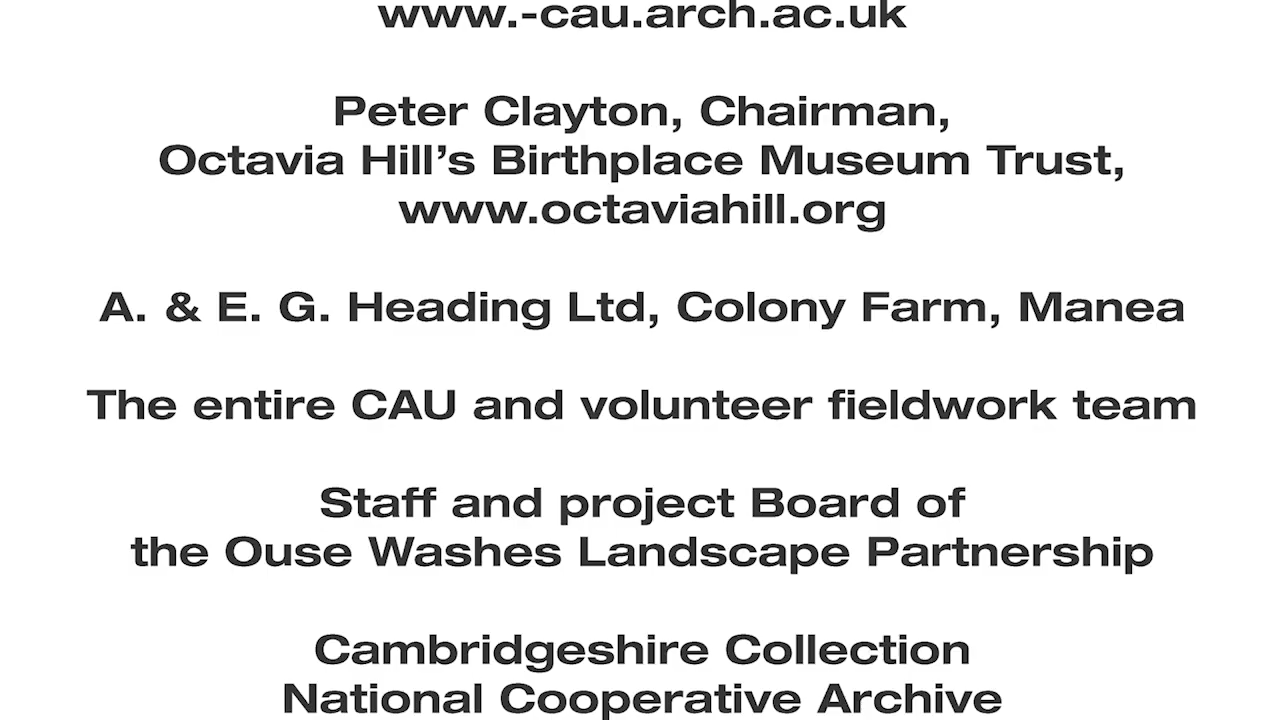 www.-cau.arch.ac.uk
Peter Clayton, Chairman,
Octavia Hill’s Birthplace Museum Trust,
www.octaviahill.org
A. & E. G. Heading Ltd, Colony Farm, Manea
The entire CAU and volunteer fieldwork team
Staff and project Board of
the Ouse Washes Landscape Partnership
Cambridgeshire Collection
National Cooperative Archive